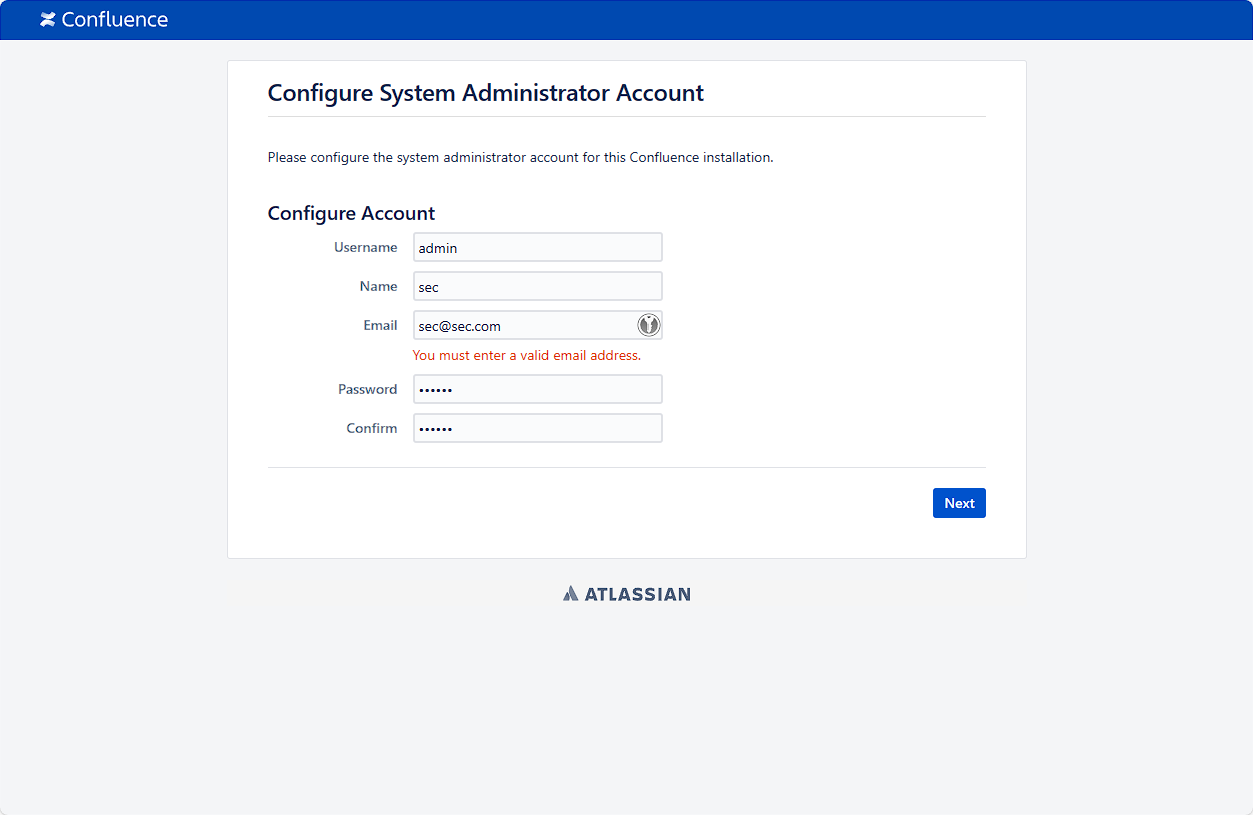 Confluence
Configure System Administrator Account
Please configure the system administrator account for this Confluence installation.
Configure Account
Username admin
Name sec
Email sec@sec.com
You must enter a valid email address.
Password ••••••
Confirm ••••••
Next
ATLASSIAN